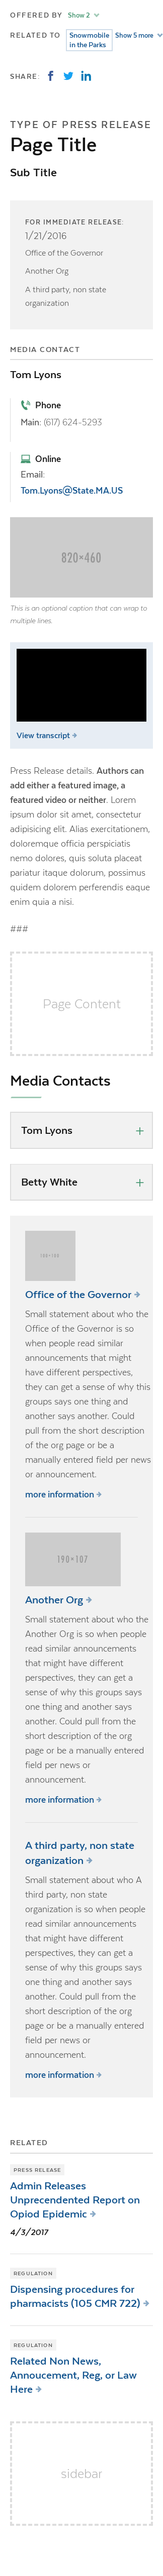 OFFERED BY Show 2
RELATED TO Snowmobile Show 5 more
in the Parks
SHARE:
TYPE OF PRESS RELEASE
Page Title
Sub Title
FOR IMMEDIATE RELEASE:
1/21/2016
Office of the Governor
Another Org
A third party, non state
organization
MEDIA CONTACT
Tom Lyons
Phone
Main: (617) 624-5293
Online
Email:
Tom.Lyons@State.MA.US
820×460
This is an optional caption that can wrap to
multiple lines.
View transcript
Press Release details. Authors can
add either a featured image, a
featured video or neither. Lorem
ipsum dolor sit amet, consectetur
adipisicing elit. Alias exercitationem,
doloremque officia perspiciatis
nemo dolores, quis soluta placeat
pariatur itaque dolorum, possimus
quidem dolorem perferendis eaque
enim quia a nisi.
###
Page Content
Media Contacts
Tom Lyons
Betty White
100×100
Office of the Governor
Small statement about who the
Office of the Governor is so
when people read similar
announcements that might
have different perspectives,
they can get a sense of why this
groups says one thing and
another says another. Could
pull from the short description
of the org page or be a
manually entered field per news
or announcement.
more information
190×107
Another Org
Small statement about who the
Another Org is so when people
read similar announcements
that might have different
perspectives, they can get a
sense of why this groups says
one thing and another says
another. Could pull from the
short description of the org
page or be a manually entered
field per news or
announcement.
more information
A third party, non state
organization
Small statement about who A
third party, non state
organization is so when people
read similar announcements
that might have different
perspectives, they can get a
sense of why this groups says
one thing and another says
another. Could pull from the
short description of the org
page or be a manually entered
field per news or
announcement.
more information
RELATED
PRESS RELEASE
Admin Releases
Unprecendented Report on
Opiod Epidemic
4/3/2017
REGULATION
Dispensing procedures for
pharmacists (105 CMR 722)
REGULATION
Related Non News,
Annoucement, Reg, or Law
Here
sidebar